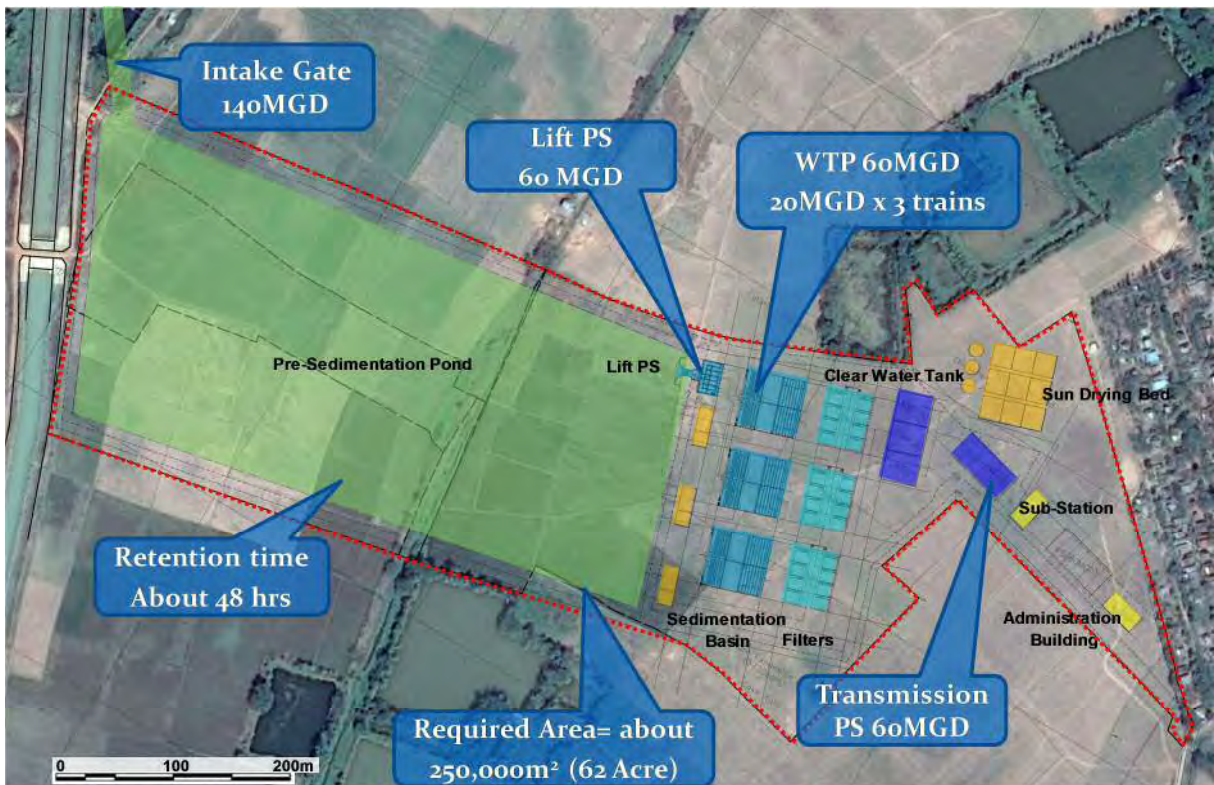 Intake Gate
140MGD
Lift PS
60 MGD
WTP 60MGD
20MGD x 3 trains
Pre-Sedimentation Pond
Lift PS
Clear Water Tank
Sun Drying Bed
Sub-Station
Retention time
About 48 hrs
Sedimentation
Basin
Filters
Administration
Building
Transmission
PS 60MGD
Required Area= about
250,000m² (62 Acre)
0 100 200m